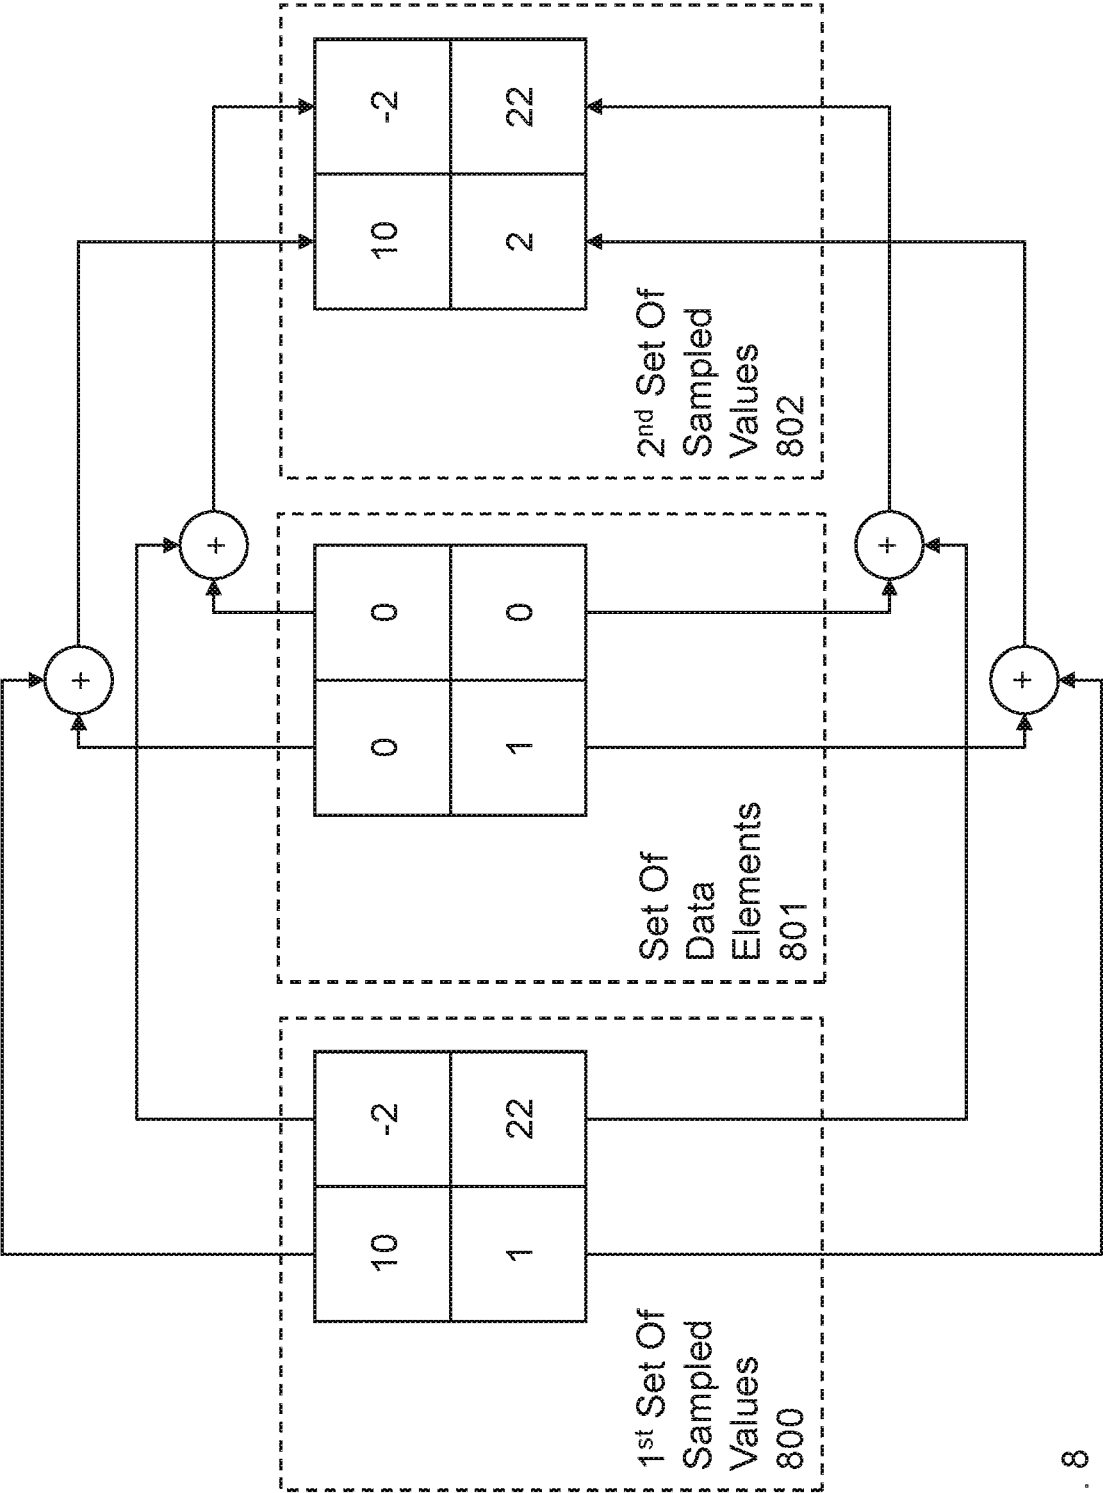 10 -2
1 22
1st Set Of
Sampled
Values
800
+
+
0 0
1 0
Set Of
Data
Elements
801
+
+
10 -2
2 22
2nd Set Of
Sampled
Values
802
. 8